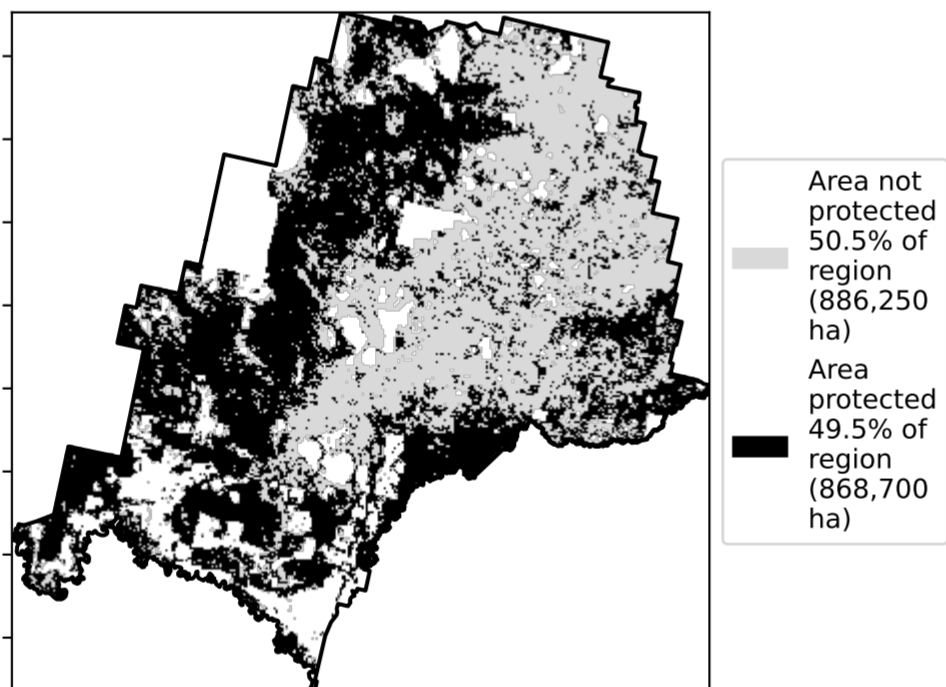 Area not
protected
50.5% of
region
(886,250
ha)
Area
protected
49.5% of
region
(868,700
ha)